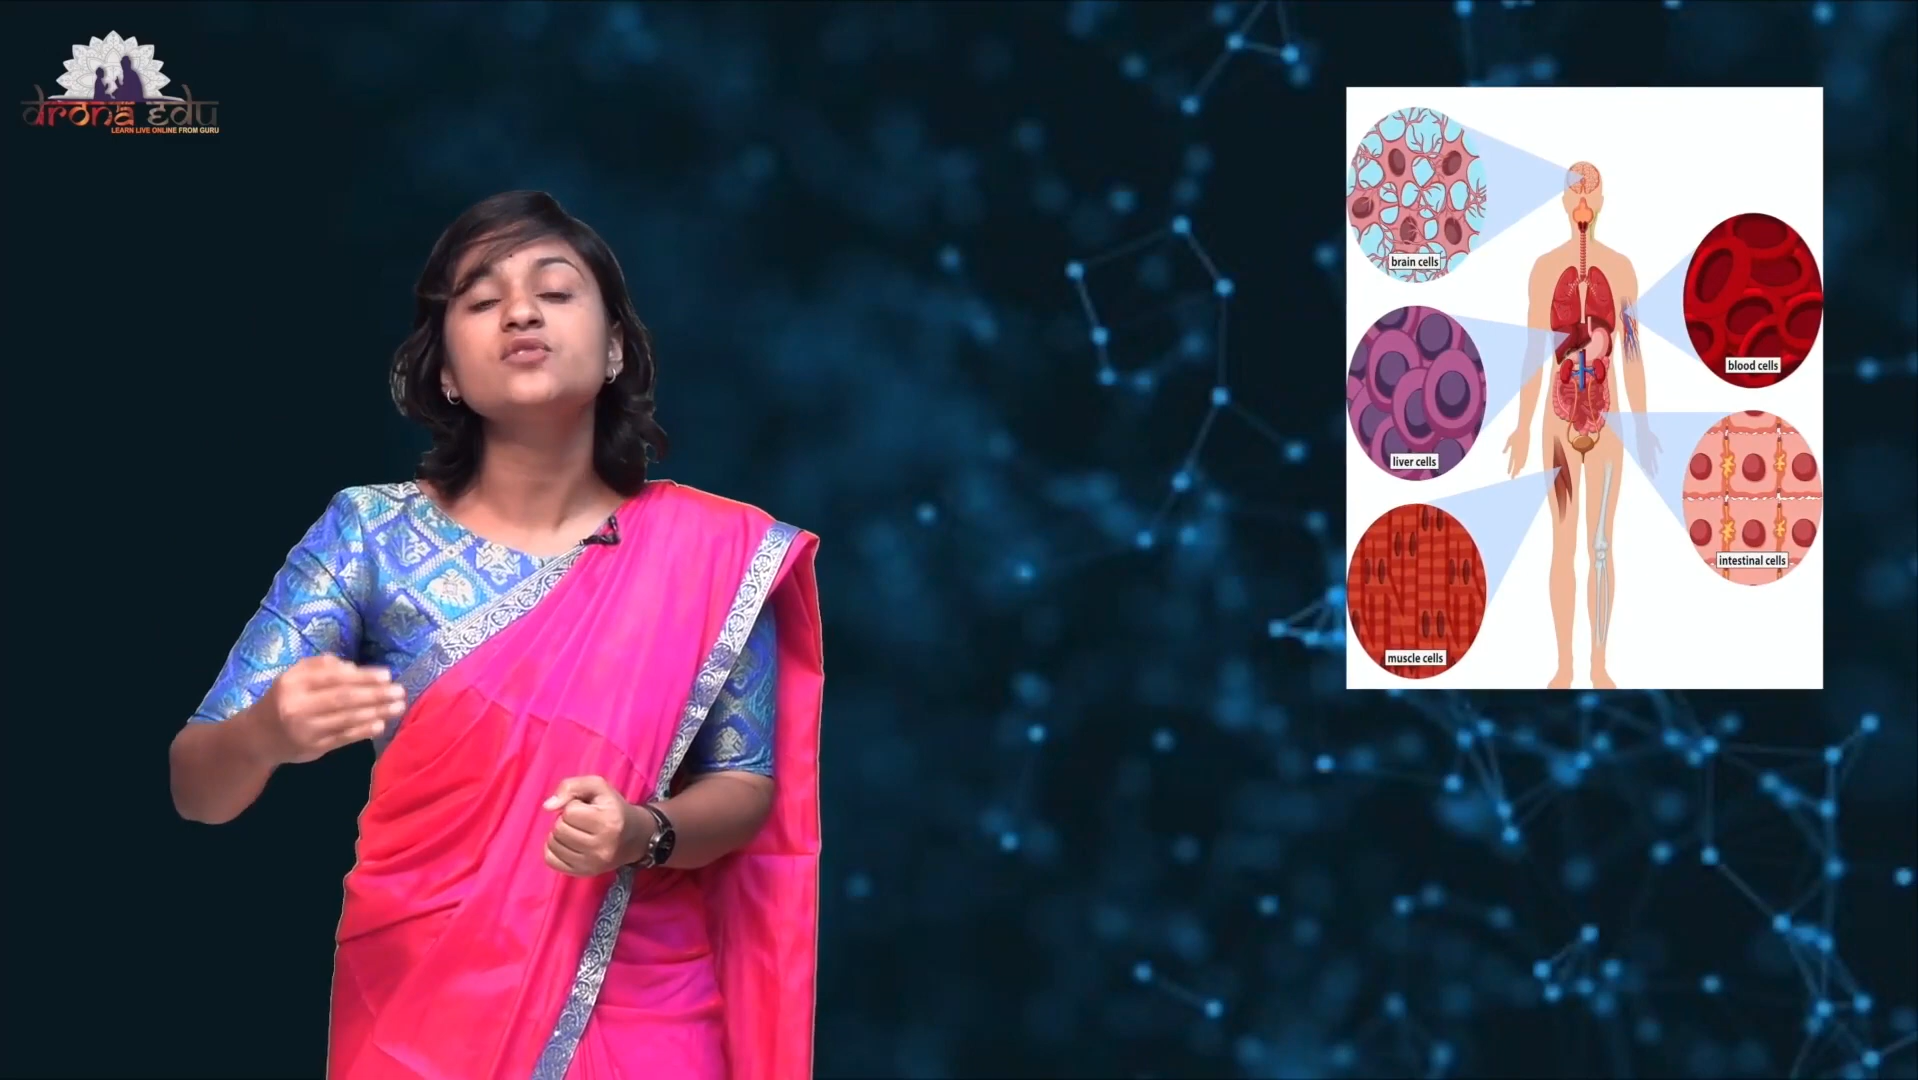 drona edu
LEARN LIVE ONLINE FROM GURU
brain cells
blood cells
liver cells
intestinal cells
muscle cells